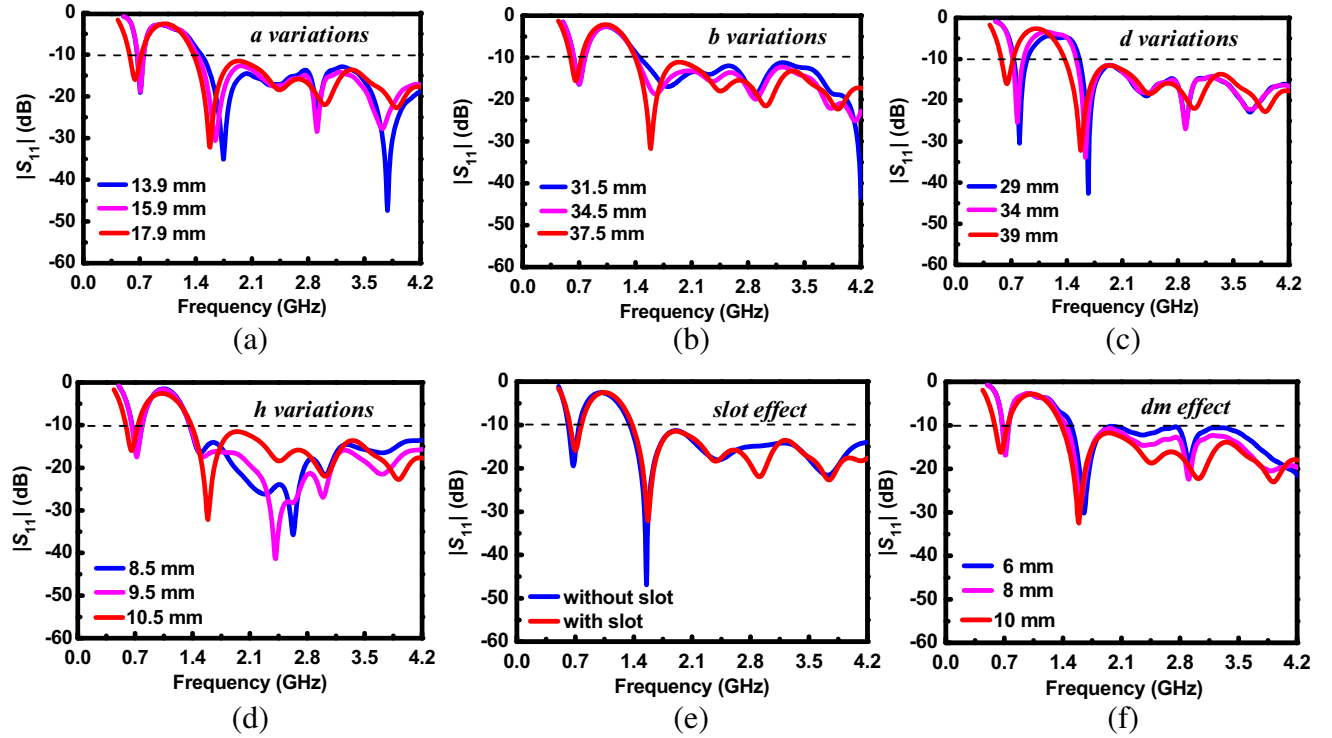 0
-10
-20
-30
-40
-50
-60
|S11| (dB)
a variations
13.9 mm
15.9 mm
17.9 mm
0.0 0.7 1.4 2.1 2.8 3.5 4.2
Frequency (GHz)
(a)
0
-10
-20
-30
-40
-50
-60
|S11| (dB)
b variations
31.5 mm
34.5 mm
37.5 mm
0.0 0.7 1.4 2.1 2.8 3.5 4.2
Frequency (GHz)
(b)
0
-10
-20
-30
-40
-50
-60
|S11| (dB)
d variations
29 mm
34 mm
39 mm
0.0 0.7 1.4 2.1 2.8 3.5 4.2
Frequency (GHz)
(c)
0
-10
-20
-30
-40
-50
-60
|S11| (dB)
h variations
8.5 mm
9.5 mm
10.5 mm
0.0 0.7 1.4 2.1 2.8 3.5 4.2
Frequency (GHz)
(d)
0
-10
-20
-30
-40
-50
-60
|S11| (dB)
slot effect
without slot
with slot
0.0 0.7 1.4 2.1 2.8 3.5 4.2
Frequency (GHz)
(e)
0
-10
-20
-30
-40
-50
-60
|S11| (dB)
dm effect
6 mm
8 mm
10 mm
0.0 0.7 1.4 2.1 2.8 3.5 4.2
Frequency (GHz)
(f)